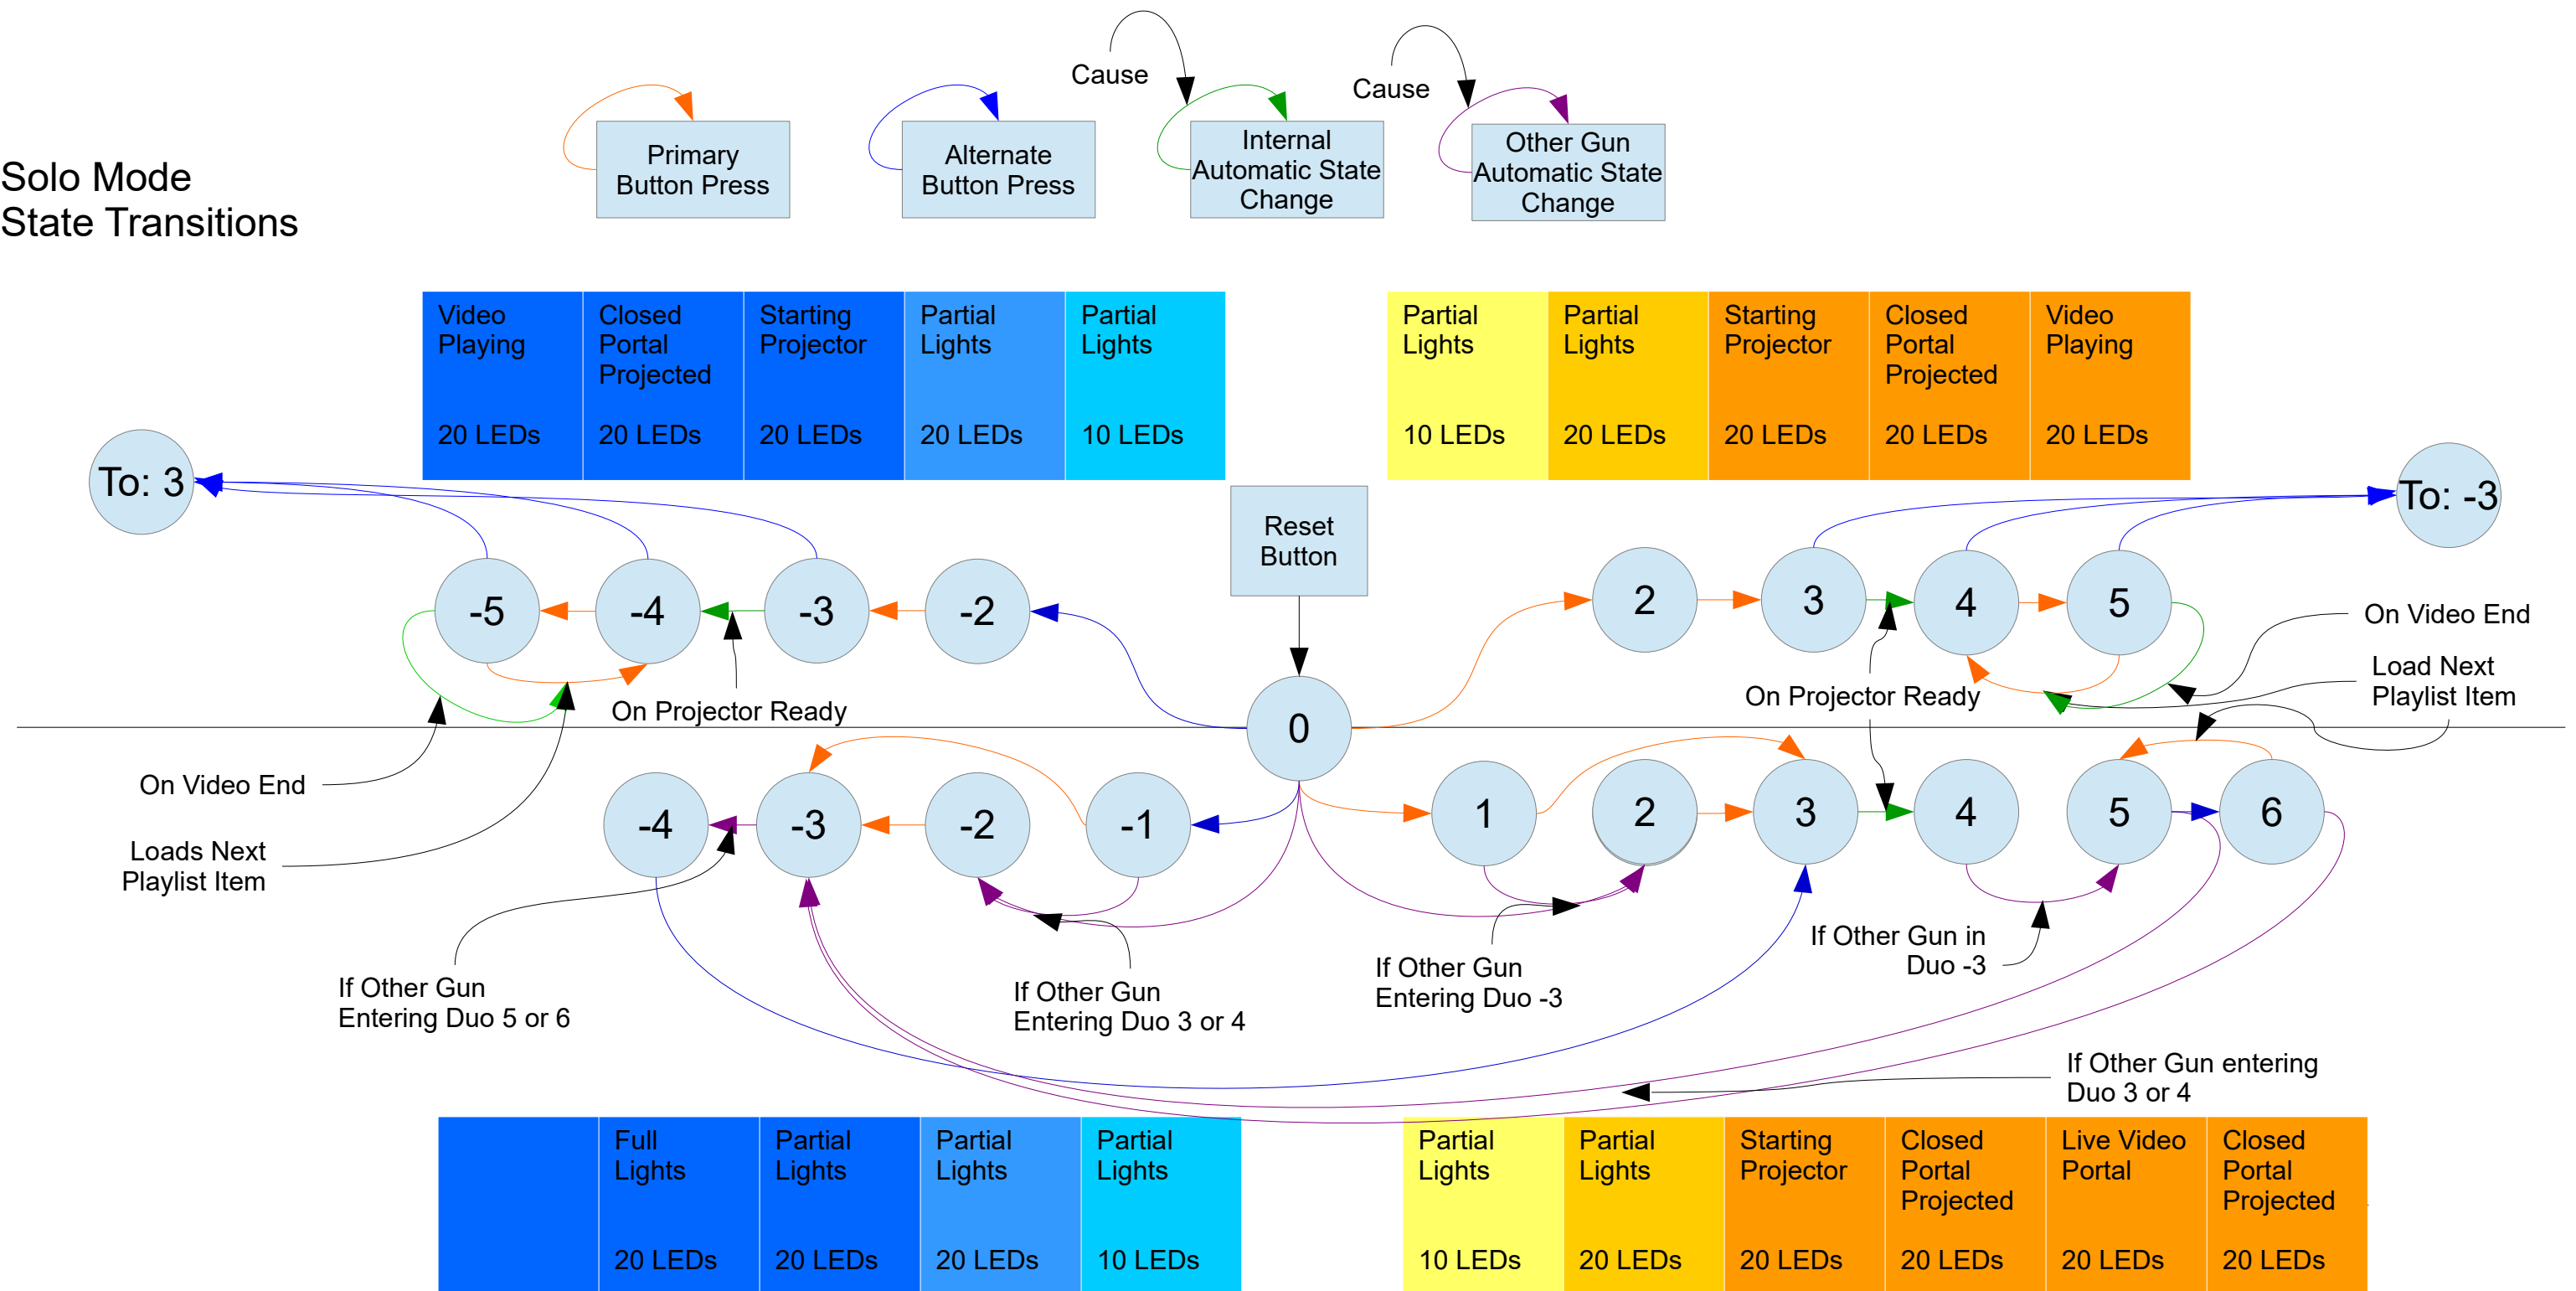 Cause
Cause
Primary
Button Press
Alternate
Button Press
Internal
Automatic State
Change
Other Gun
Automatic State
Change
Solo Mode
State Transitions
Video
Playing
20 LEDs
Closed
Portal
Projected
20 LEDs
Starting
Projector
20 LEDs
Partial
Lights
20 LEDs
Partial
Lights
10 LEDs
Partial
Lights
10 LEDs
Partial
Lights
20 LEDs
Starting
Projector
20 LEDs
Closed
Portal
Projected
20 LEDs
Video
Playing
20 LEDs
To: 3
To: -3
Reset
Button
-5
-4
-3
-2
2
3
4
5
On Video End
Load Next
Playlist Item
On Projector Ready
On Projector Ready
0
On Video End
Loads Next
Playlist Item
-4
-3
-2
-1
1
2
3
4
5
6
If Other Gun
Entering Duo 5 or 6
If Other Gun
Entering Duo 3 or 4
If Other Gun
Entering Duo -3
If Other Gun in
Duo -3
If Other Gun entering
Duo 3 or 4
Full
Lights
20 LEDs
Partial
Lights
20 LEDs
Partial
Lights
20 LEDs
Partial
Lights
10 LEDs
Partial
Lights
10 LEDs
Partial
Lights
20 LEDs
Starting
Projector
20 LEDs
Closed
Portal
Projected
20 LEDs
Live Video
Portal
20 LEDs
Closed
Portal
Projected
20 LEDs